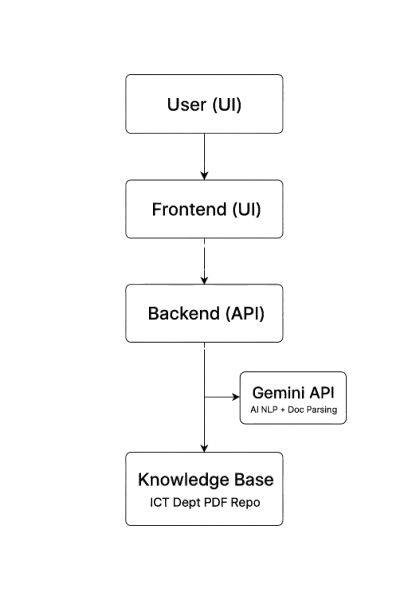 User (UI)
Frontend (UI)
Backend (API)
Gemini API
AI NLP + Doc Parsing
Knowledge Base
ICT Dept PDF Repo